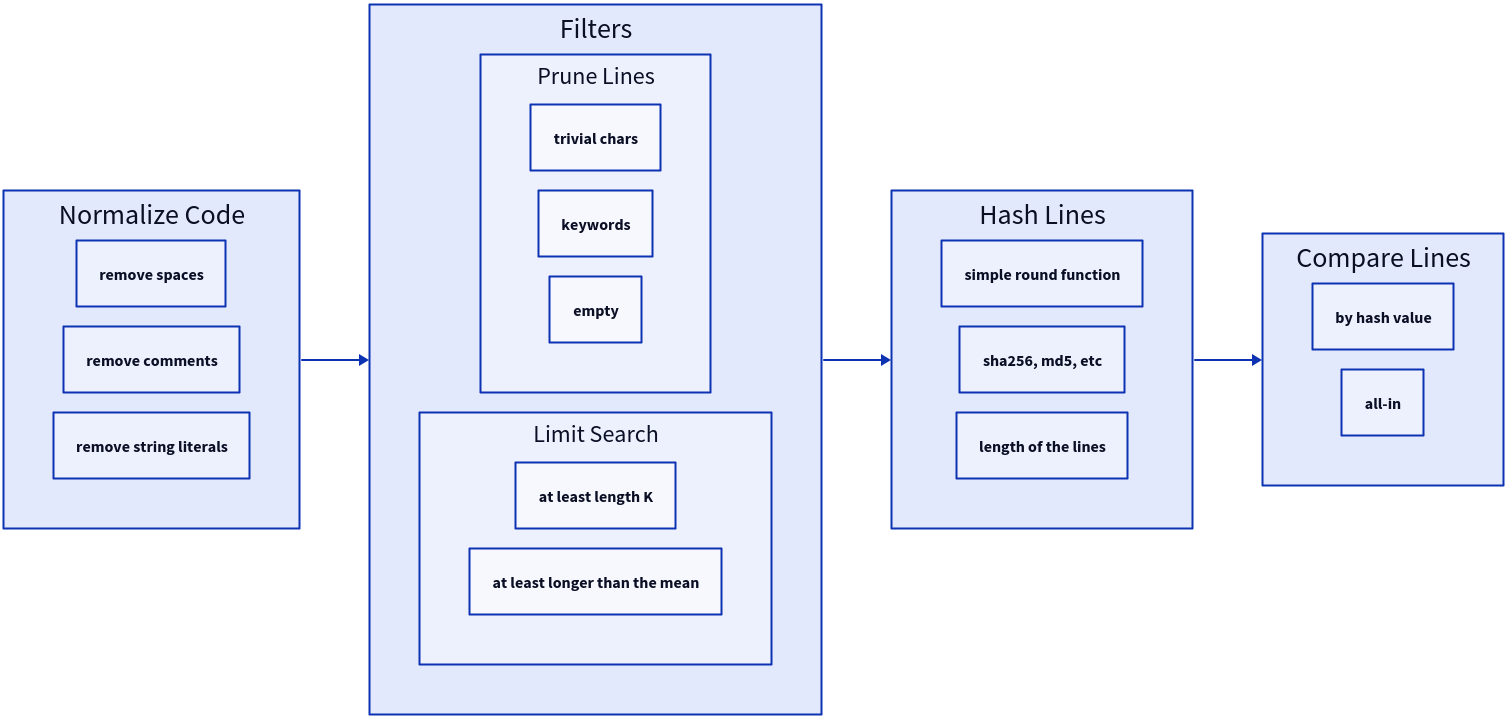 Normalize Code
remove spaces
remove comments
remove string literals
Filters
Prune Lines
trivial chars
keywords
empty
Limit Search
at least length K
at least longer than the mean
Hash Lines
simple round function
sha256, md5, etc
length of the lines
Compare Lines
by hash value
all-in